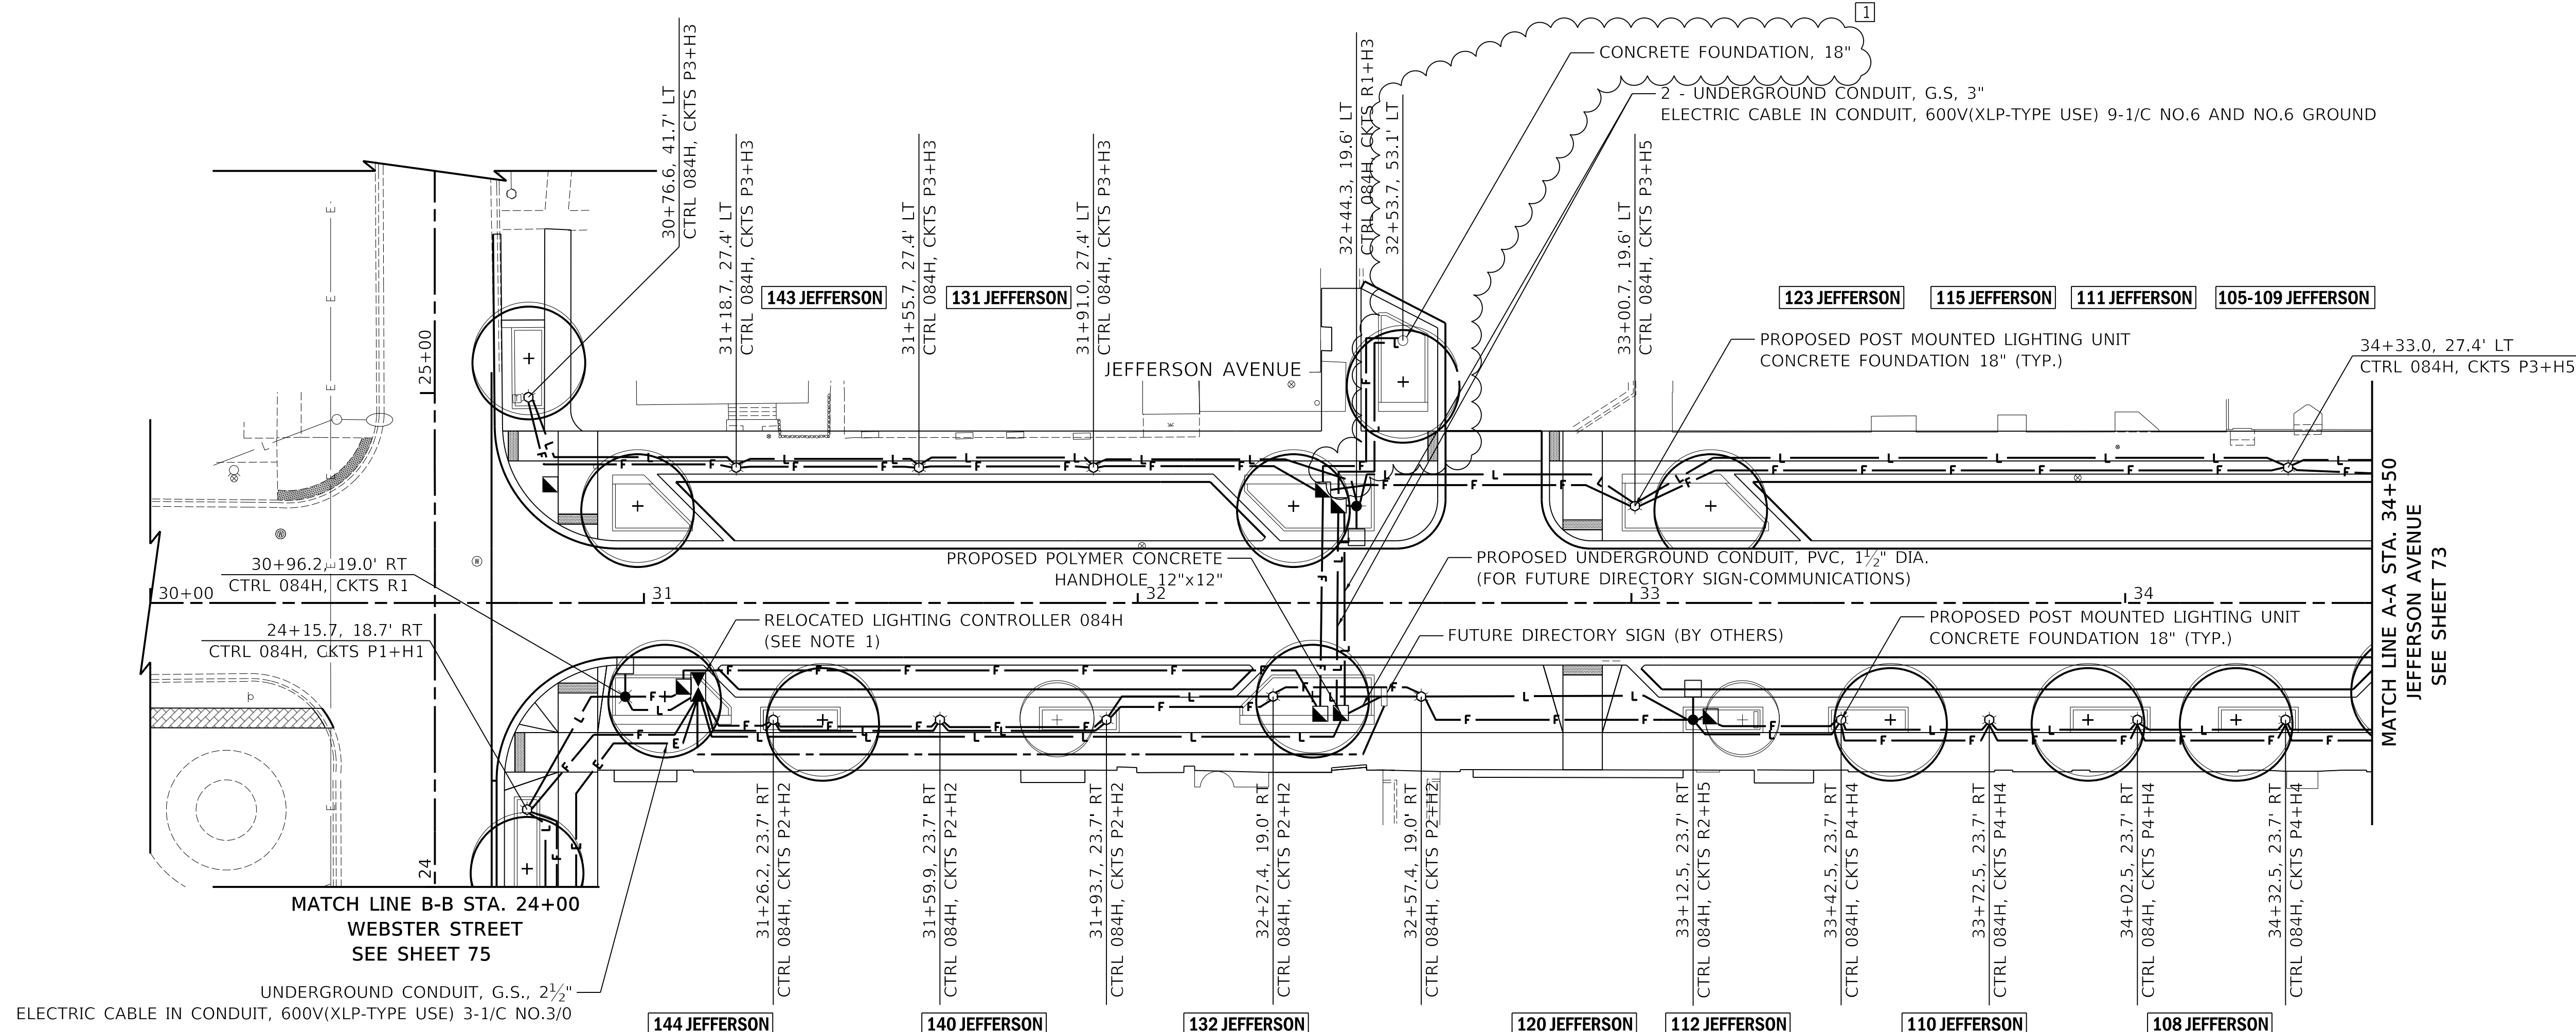 1
CONCRETE FOUNDATION, 18"
2 - UNDERGROUND CONDUIT, G.S, 3"
ELECTRIC CABLE IN CONDUIT, 600V(XLP-TYPE USE) 9-1/C NO.6 AND NO.6 GROUND
30+76.6, 41.7' LT
CTRL 084H, CKTS P3+H3
31+18.7, 27.4' LT
CTRL 084H, CKTS P3+H3
31+55.7, 27.4' LT
CTRL 084H, CKTS P3+H3
31+91.0, 27.4' LT
CTRL 084H, CKTS P3+H3
32+44.3, 19.6' LT
CTRL 084H, CKTS R1+H3
32+53.7, 53.1' LT
33+00.7, 19.6' LT
CTRL 084H, CKTS P3+H5
143 JEFFERSON
131 JEFFERSON
123 JEFFERSON
115 JEFFERSON
111 JEFFERSON
105-109 JEFFERSON
JEFFERSON AVENUE
PROPOSED POST MOUNTED LIGHTING UNIT
CONCRETE FOUNDATION 18" (TYP.)
34+33.0, 27.4' LT
CTRL 084H, CKTS P3+H5
25+00
30+96.2, 19.0' RT
CTRL 084H, CKTS R1
24+15.7, 18.7' RT
CTRL 084H, CKTS P1+H1
PROPOSED POLYMER CONCRETE
HANDHOLE 12"x12"
PROPOSED UNDERGROUND CONDUIT, PVC, 1½" DIA.
(FOR FUTURE DIRECTORY SIGN-COMMUNICATIONS)
30+00
31
32
33
34
RELOCATED LIGHTING CONTROLLER 084H
(SEE NOTE 1)
FUTURE DIRECTORY SIGN (BY OTHERS)
PROPOSED POST MOUNTED LIGHTING UNIT
CONCRETE FOUNDATION 18" (TYP.)
MATCH LINE A-A STA. 34+50
JEFFERSON AVENUE
SEE SHEET 73
24
MATCH LINE B-B STA. 24+00
WEBSTER STREET
SEE SHEET 75
31+26.2, 23.7' RT
CTRL 084H, CKTS P2+H2
31+59.9, 23.7' RT
CTRL 084H, CKTS P2+H2
31+93.7, 23.7' RT
CTRL 084H, CKTS P2+H2
32+27.4, 19.0' RT
CTRL 084H, CKTS P2+H2
32+57.4, 19.0' RT
CTRL 084H, CKTS P2+H2
33+12.5, 23.7' RT
CTRL 084H, CKTS R2+H5
33+42.5, 23.7' RT
CTRL 084H, CKTS P4+H4
33+72.5, 23.7' RT
CTRL 084H, CKTS P4+H4
34+02.5, 23.7' RT
CTRL 084H, CKTS P4+H4
34+32.5, 23.7' RT
CTRL 084H, CKTS P4+H4
UNDERGROUND CONDUIT, G.S., 2½"
ELECTRIC CABLE IN CONDUIT, 600V(XLP-TYPE USE) 3-1/C NO.3/0
144 JEFFERSON
140 JEFFERSON
132 JEFFERSON
120 JEFFERSON
112 JEFFERSON
110 JEFFERSON
108 JEFFERSON